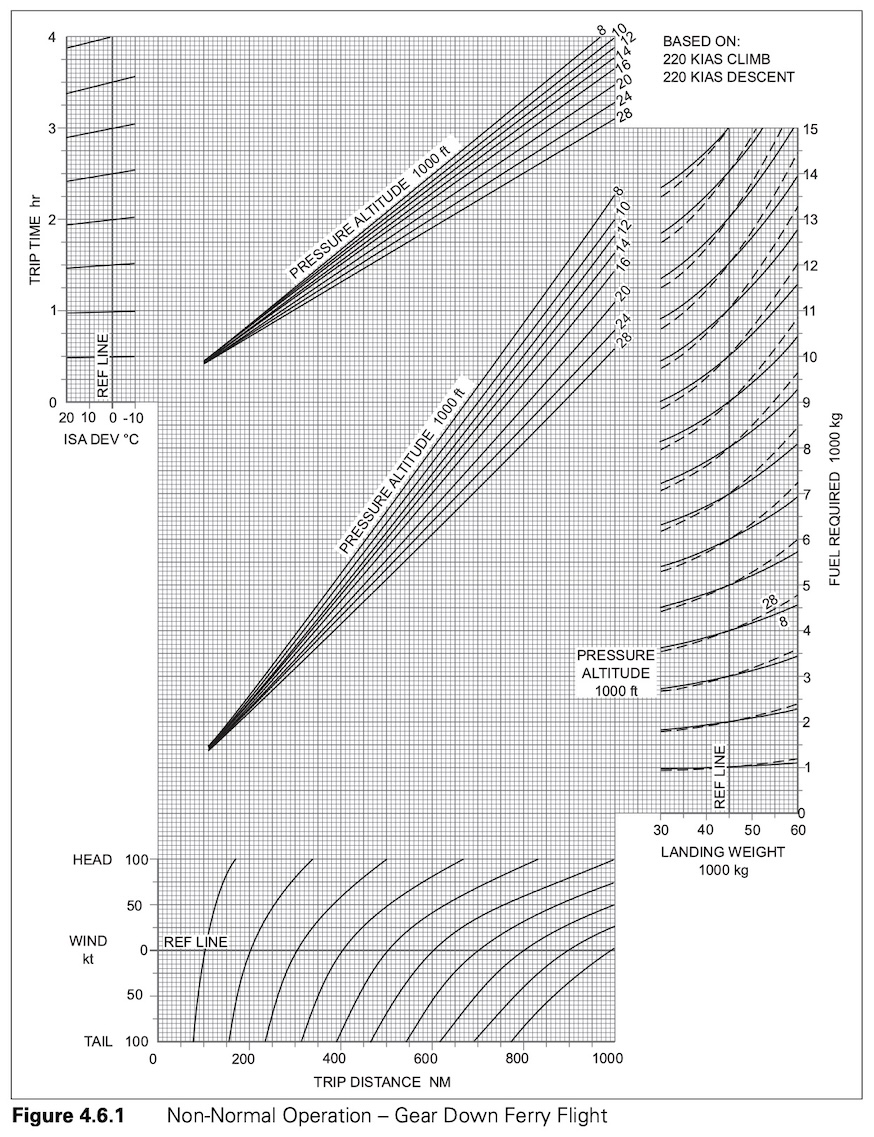 4
3
2
1
0
TRIP TIME hr
REF LINE
20 10 0 -10
ISA DEV °C
PRESSURE ALTITUDE 1000 ft
8
10
12
14
16
20
24
28
BASED ON:
220 KIAS CLIMB
220 KIAS DESCENT
PRESSURE ALTITUDE 1000 ft
8
10
12
14
16
20
24
28
15
14
13
12
11
10
9
8
7
6
5
4
3
2
1
0
FUEL REQUIRED 1000 kg
28
8
PRESSURE
ALTITUDE
1000 ft
REF LINE
30 40 50 60
LANDING WEIGHT
1000 kg
HEAD 100
50
WIND 0
kt
50
TAIL 100
REF LINE
0 200 400 600 800 1000
TRIP DISTANCE NM
Figure 4.6.1 Non-Normal Operation – Gear Down Ferry Flight